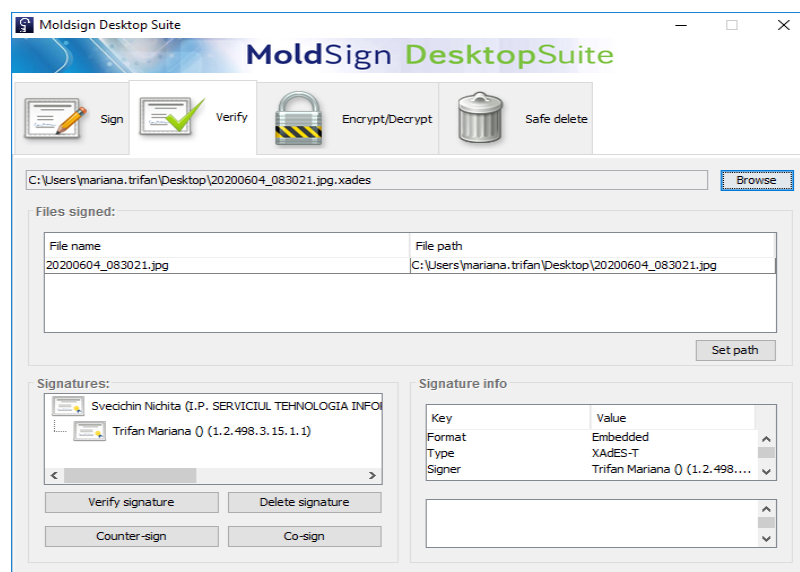 Moldsign Desktop Suite
MoldSign DesktopSuite
Sign
Verify
Encrypt/Decrypt
Safe delete
C:\Users\mariana.trifan\Desktop\20200604_083021.jpg.xades
Browse
Files signed:
File name File path
20200604_083021.jpg C:\Users\mariana.trifan\Desktop\20200604_083021.jpg
Set path
Signatures:
Svecichin Nichita (I.P. SERVICIUL TEHNOLOGIA INFO
Trifan Mariana () (1.2.498.3.15.1.1)
Verify signature
Delete signature
Counter-sign
Co-sign
Signature info
Key Value
Format Embedded
Type XAdES-T
Signer Trifan Mariana () (1.2.498....